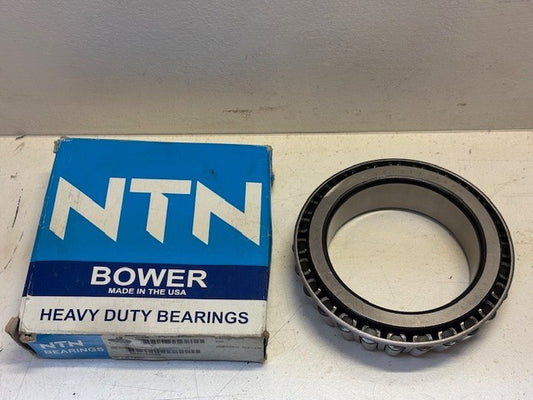 NTN
BOWER
MADE IN THE USA
HEAVY DUTY BEARINGS
NTN
BEARINGS